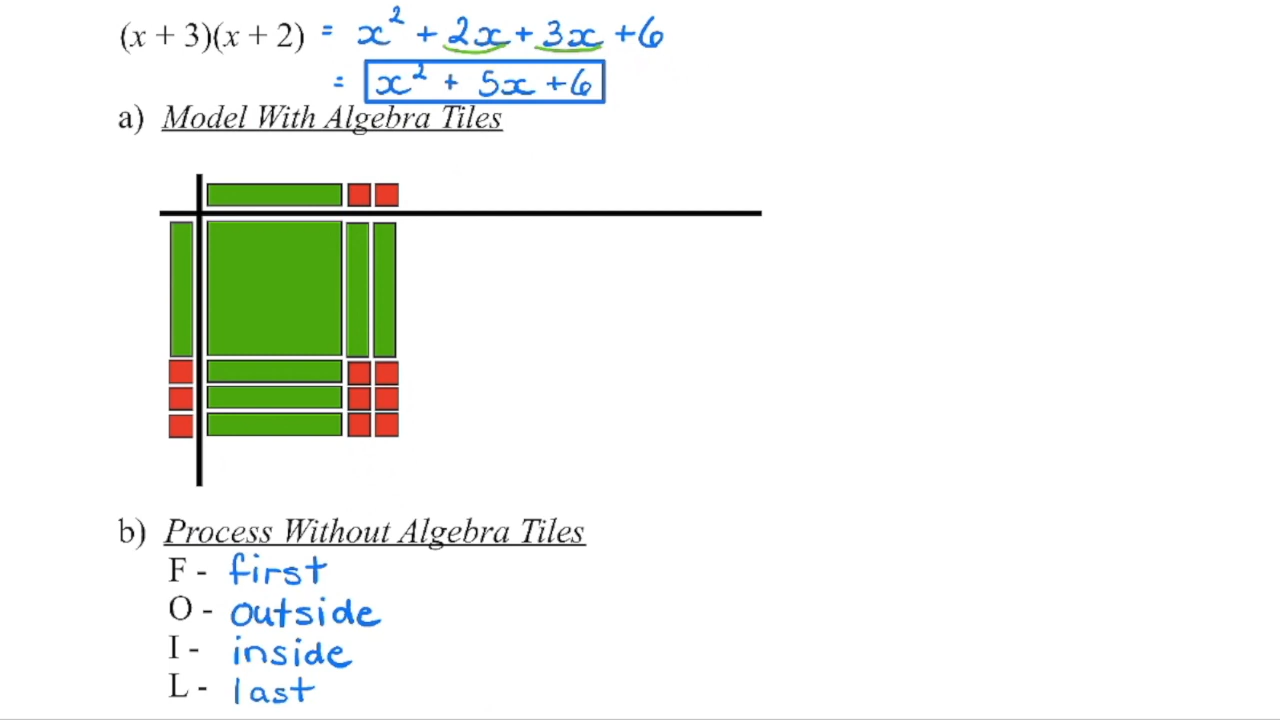 (x + 3)(x + 2) = x² + 2x + 3x + 6
= x² + 5x + 6
a) Model With Algebra Tiles
b) Process Without Algebra Tiles
F - first
O - outside
I - inside
L - last